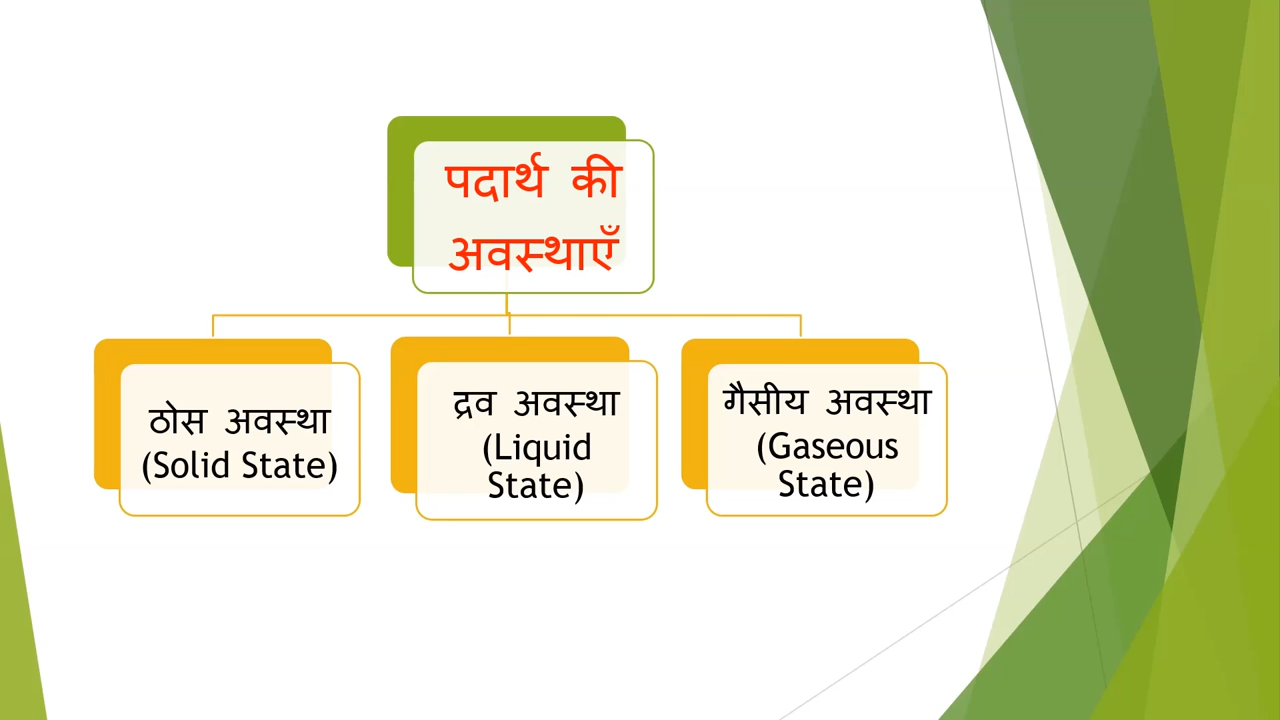 पदार्थ की
अवस्थाएँ
ठोस अवस्था
(Solid State)
द्रव अवस्था
(Liquid
State)
गैसीय अवस्था
(Gaseous
State)